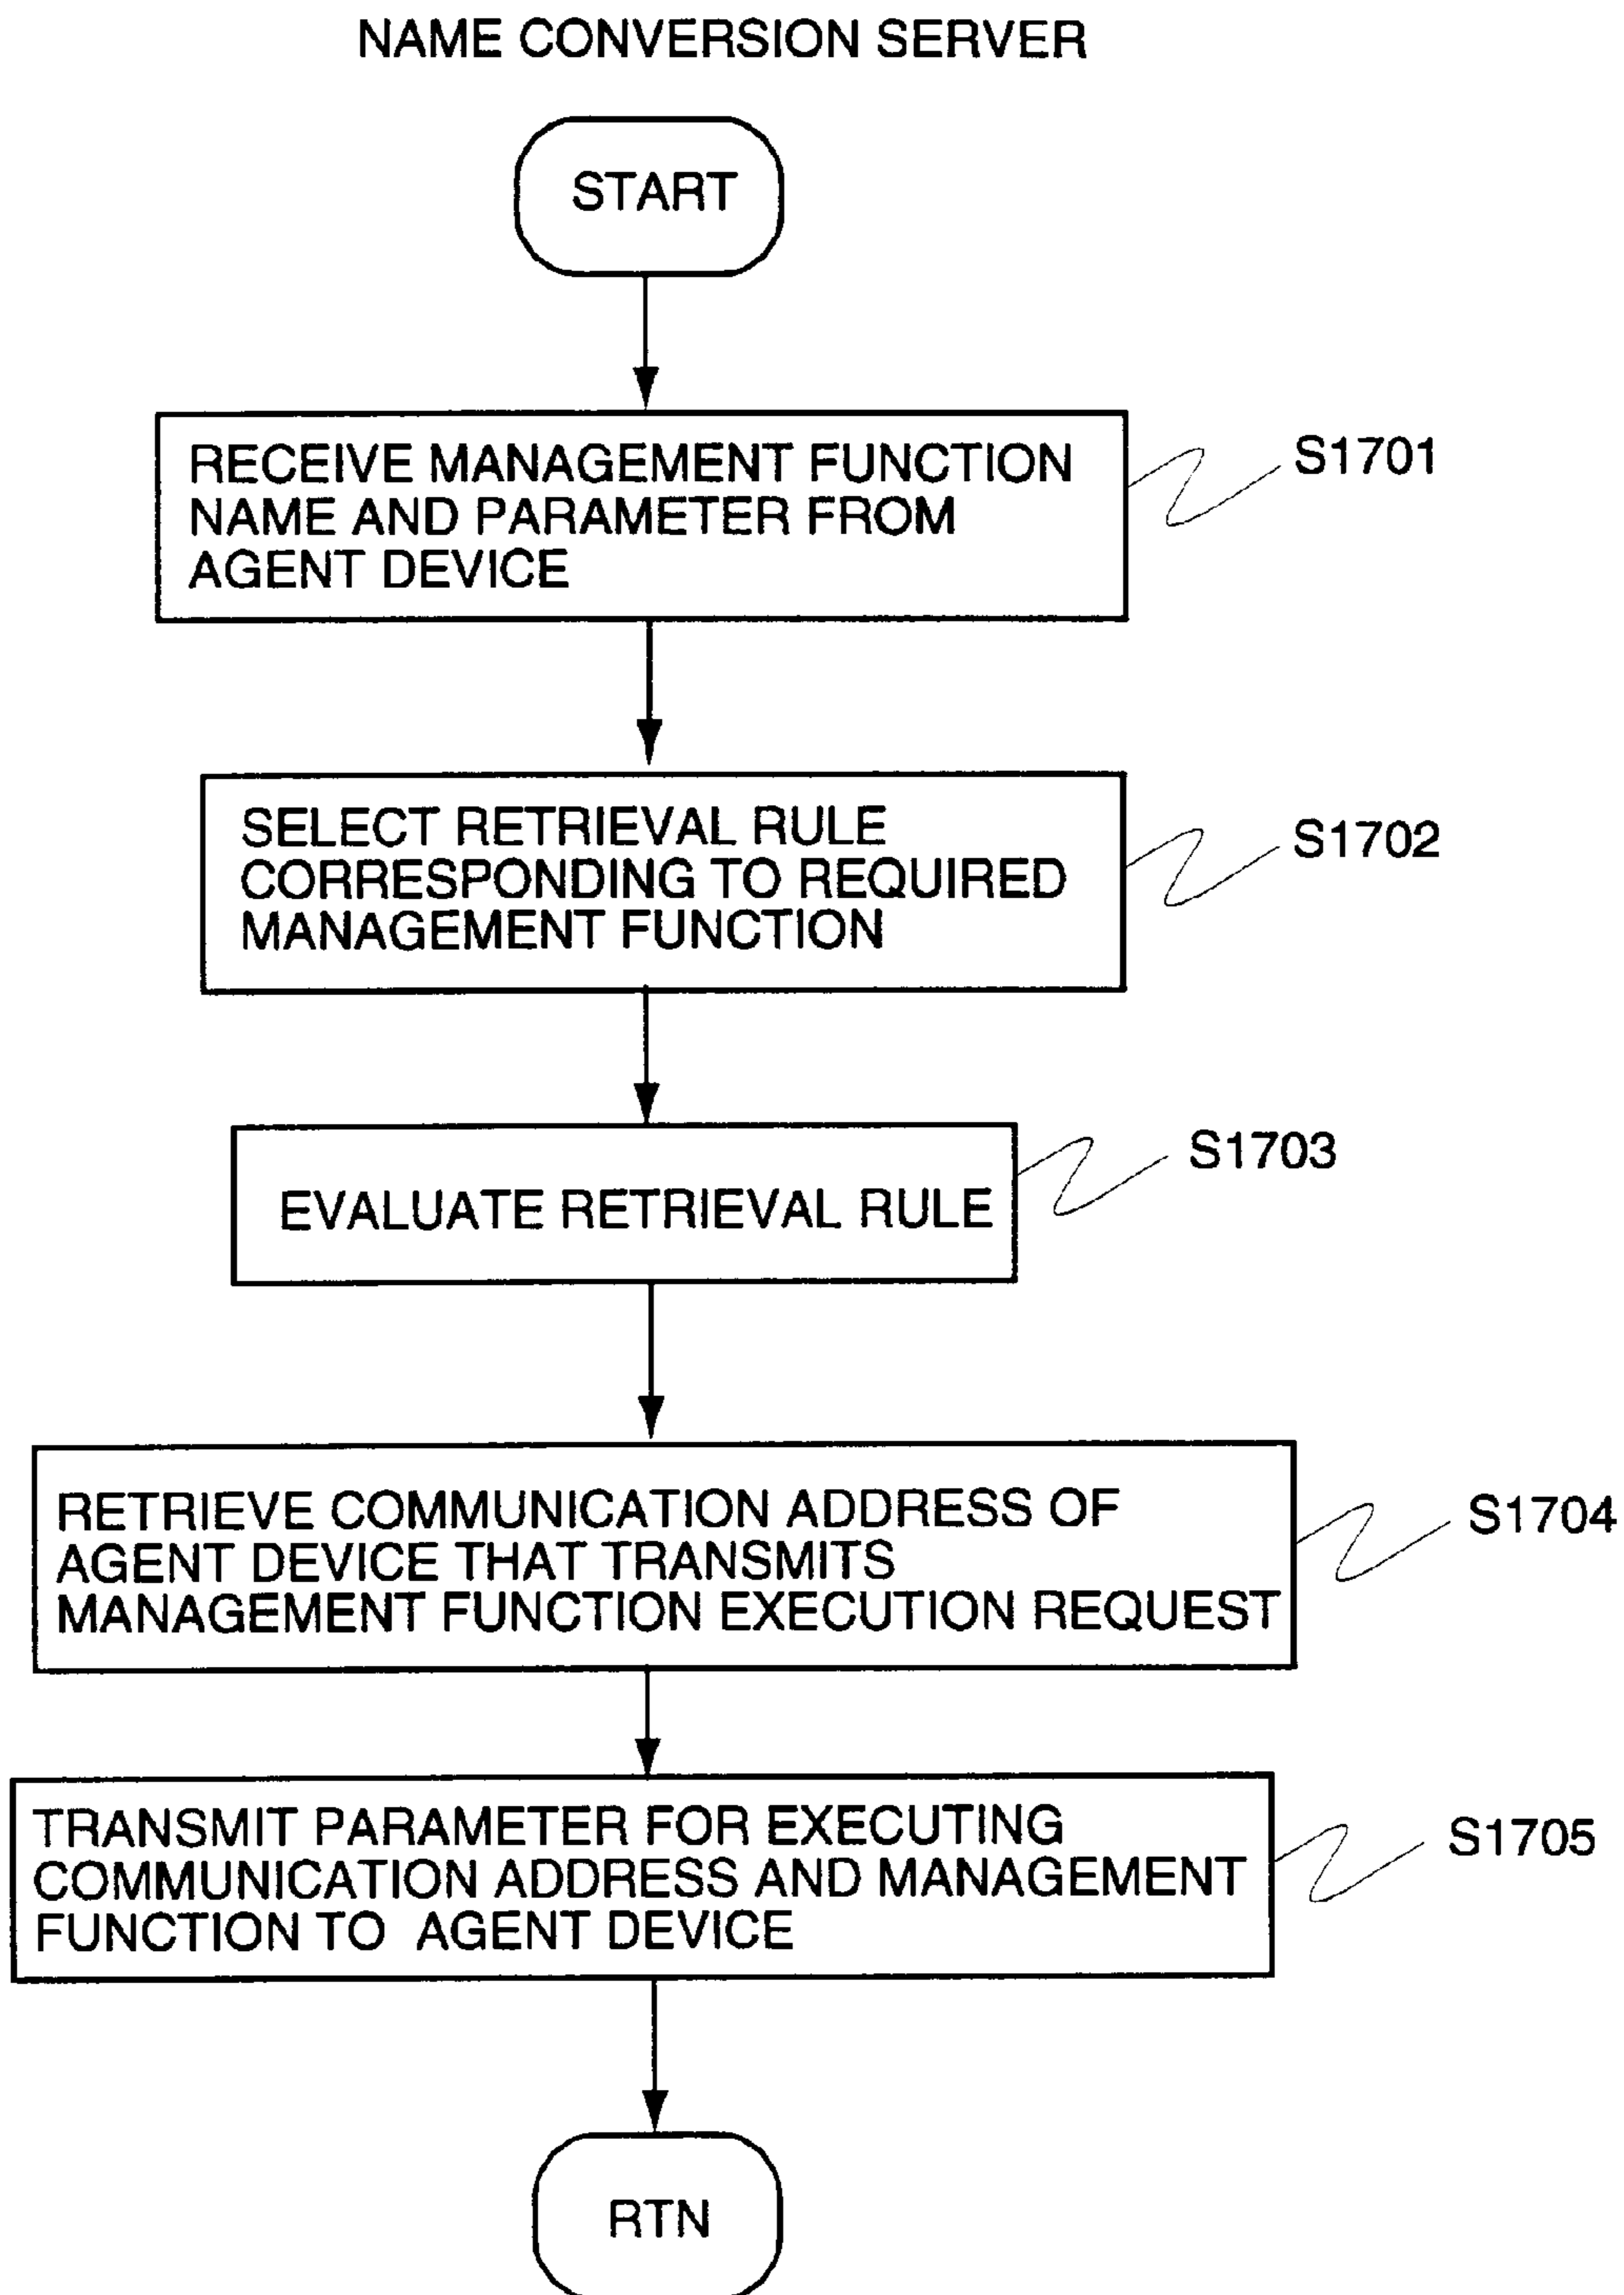 NAME CONVERSION SERVER
START
RECEIVE MANAGEMENT FUNCTION
NAME AND PARAMETER FROM
AGENT DEVICE
S1701
SELECT RETRIEVAL RULE
CORRESPONDING TO REQUIRED
MANAGEMENT FUNCTION
S1702
EVALUATE RETRIEVAL RULE
S1703
RETRIEVE COMMUNICATION ADDRESS OF
AGENT DEVICE THAT TRANSMITS
MANAGEMENT FUNCTION EXECUTION REQUEST
S1704
TRANSMIT PARAMETER FOR EXECUTING
COMMUNICATION ADDRESS AND MANAGEMENT
FUNCTION TO AGENT DEVICE
S1705
RTN